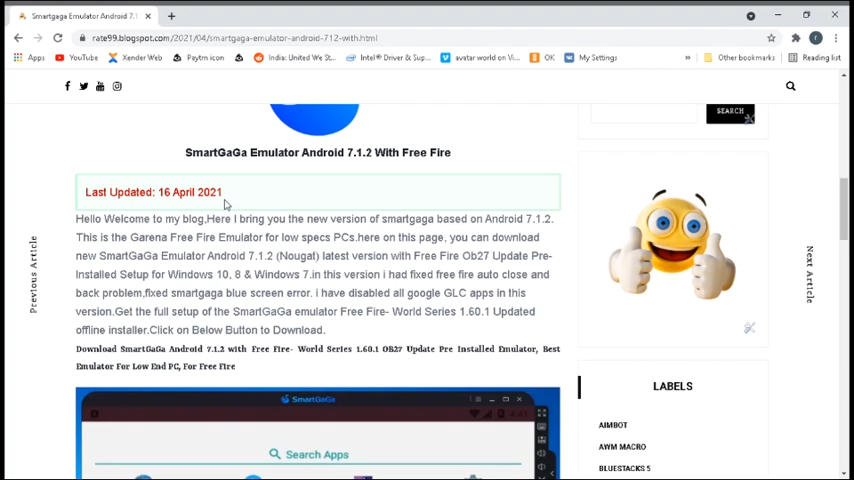 Smartgaga Emulator Android 7.1
rate99.blogspot.com/2021/04/smartgaga-emulator-android-712-with.html
Apps YouTube Xender Web Paytm icon India: United We St... Intel® Driver & Sup... avatar world on Vi... OK My Settings » Other bookmarks Reading list
SEARCH
SmartGaGa Emulator Android 7.1.2 With Free Fire
Last Updated: 16 April 2021
Hello Welcome to my blog,Here I bring you the new version of smartgaga based on Android 7.1.2.
This is the Garena Free Fire Emulator for low specs PCs.here on this page, you can download
new SmartGaGa Emulator Android 7.1.2 (Nougat) latest version with Free Fire Ob27 Update Pre-
Installed Setup for Windows 10, 8 & Windows 7.in this version i had fixed free fire auto close and
back problem,fixed smartgaga blue screen error. i have disabled all google GLC apps in this
version.Get the full setup of the SmartGaGa emulator Free Fire- World Series 1.60.1 Updated
offline installer.Click on Below Button to Download.
Download SmartGaGa Android 7.1.2 with Free Fire- World Series 1.60.1 OB27 Update Pre Installed Emulator, Best
Emulator For Low End PC, For Free Fire
SmartGaGa
4:41
Search Apps
Previous Article
Next Article
LABELS
AIMBOT
AWM MACRO
BLUESTACKS 5